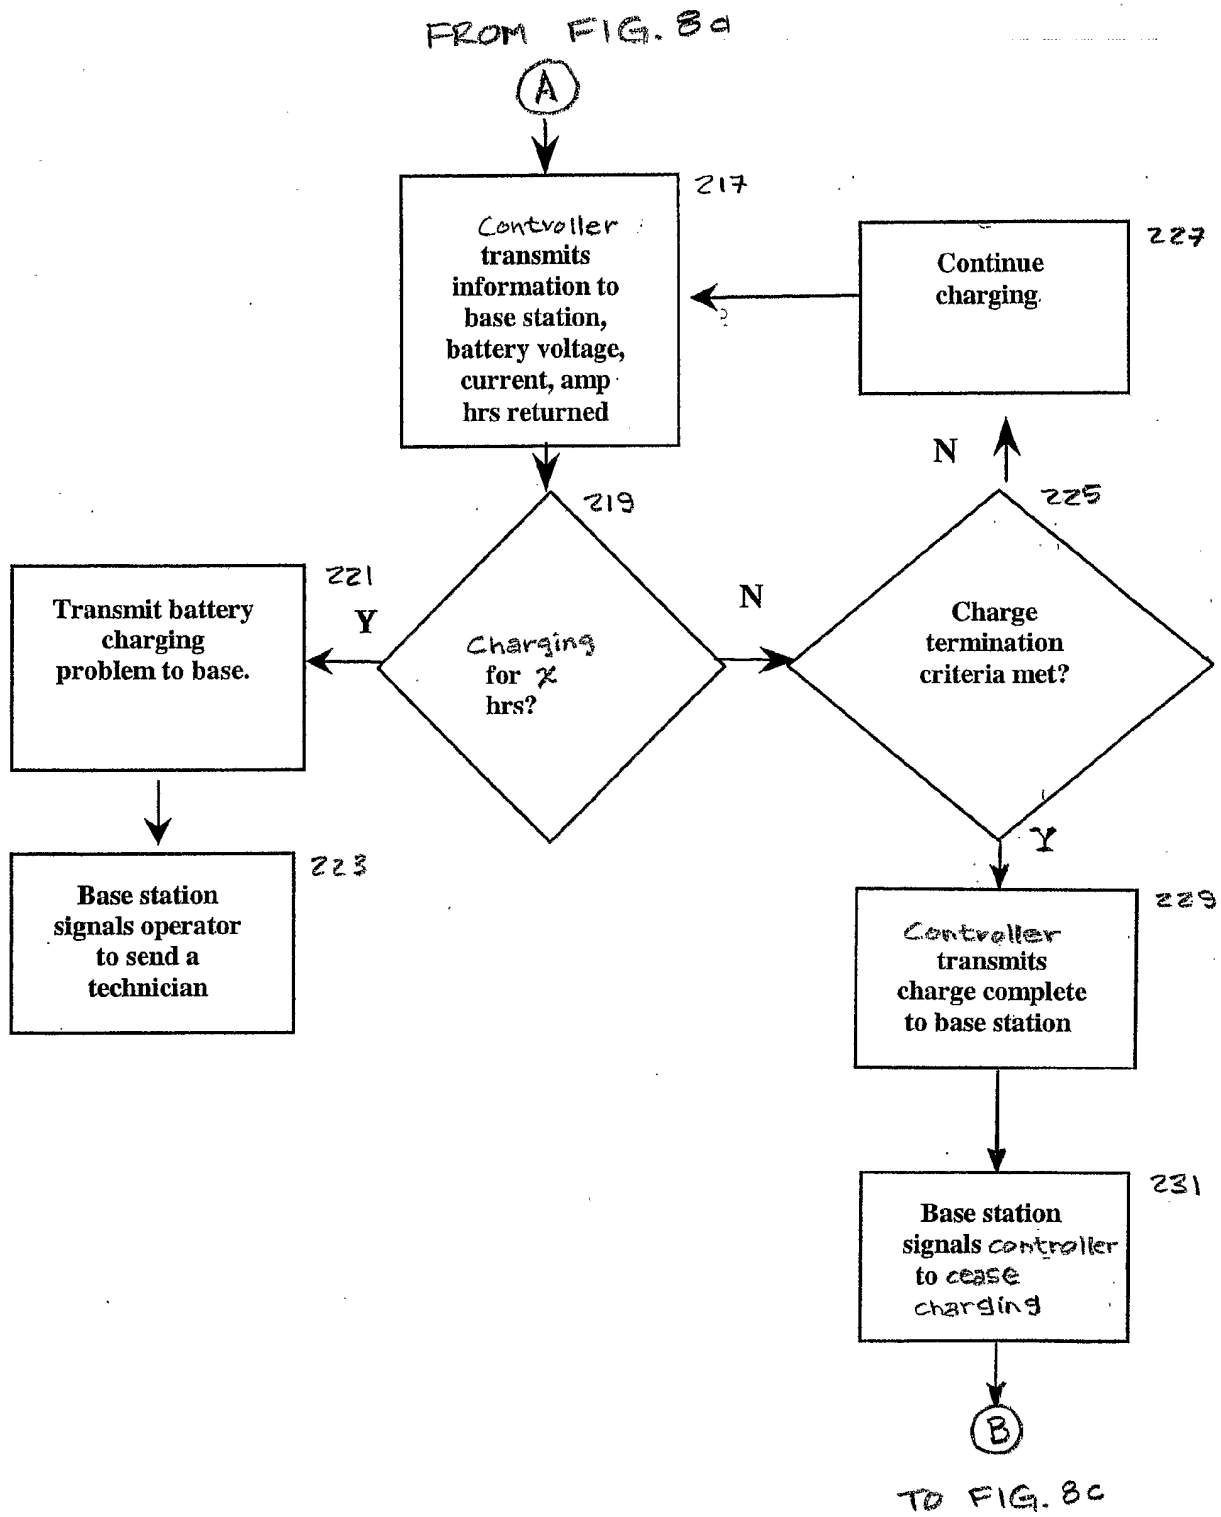 FROM FIG. 8a
A
217
Controller
transmits
information to
base station,
battery voltage,
current, amp
hrs returned
227
Continue
charging.
N
219
Charging
for x
hrs?
Y
N
221
Transmit battery
charging
problem to base.
223
Base station
signals operator
to send a
technician
225
Charge
termination
criteria met?
Y
229
Controller
transmits
charge complete
to base station
231
Base station
signals controller
to cease
charging
B
TO FIG. 8c